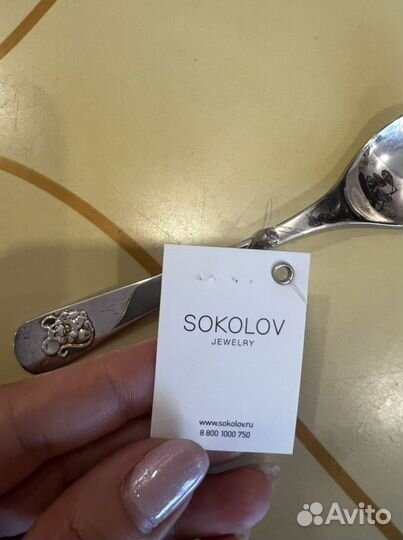 SOKOLOV
JEWELRY
www.sokolov.ru
8 800 1000 750
Avito